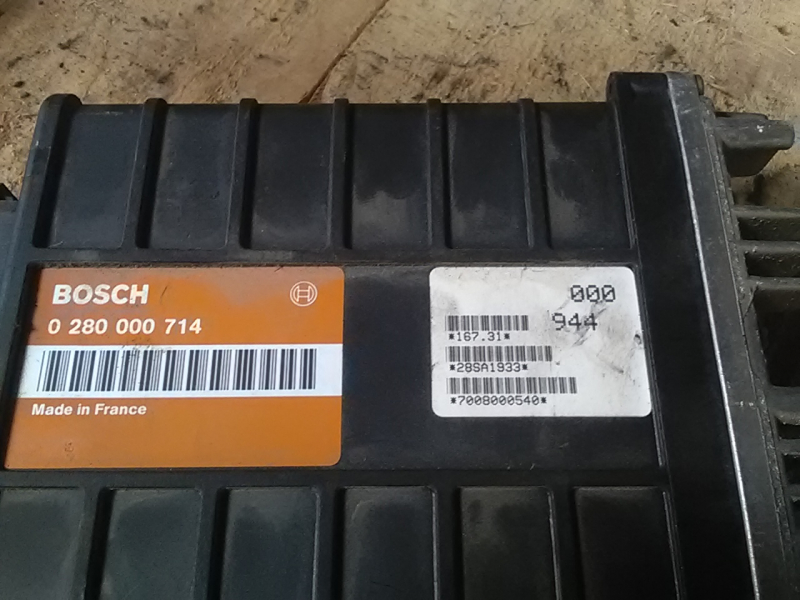 BOSCH
0 280 000 714
Made in France
000
944
*167.31*
*28SA1933*
*7008000540*